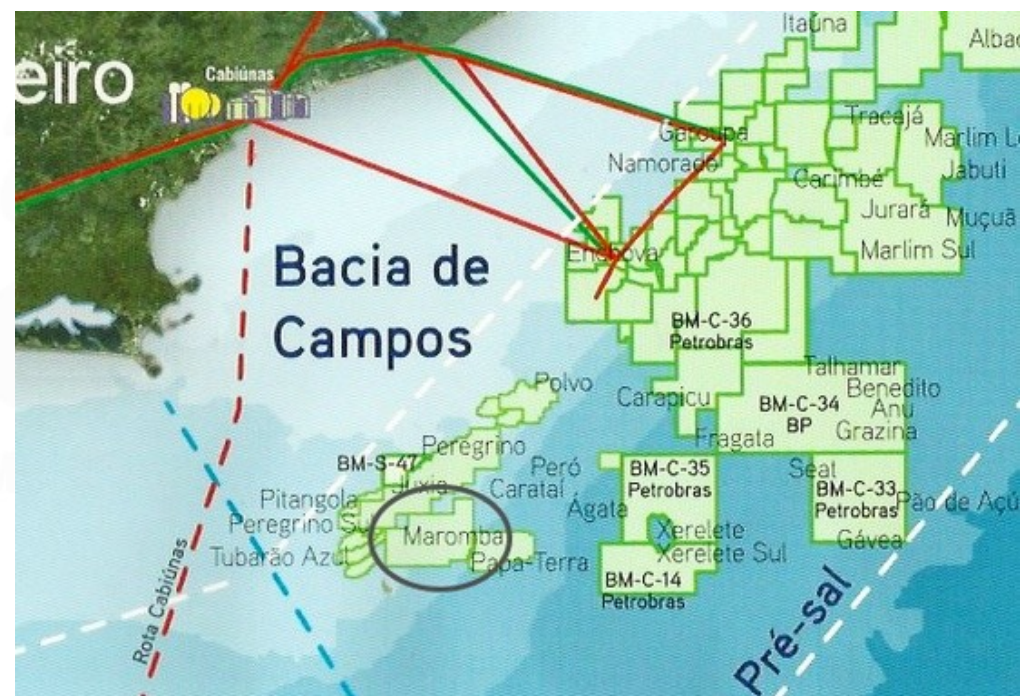 Itaúna
Albac
eiro
Cabiúnas
Tracajá
Garoupa
Marlim Le
Namorado
Jabuti
Carimbé
Jurará
Muçuã
Enchova
Marlim Sul
Bacia de
Campos
BM-C-36
Petrobras
Talhamar
Polvo
Benedito
Carapicu
BM-C-34
BP
Anu
Grazina
Fragata
Peregrino
BM-S-47
Peró
BM-C-35
Petrobras
Seat
Juxia
Carataí
BM-C-33
Petrobras
Pão de Açú
Pitangola
Ágata
Peregrino Su
Maromba
Xerelete
Gávea
Tubarão Azul
Papa-Terra
Xerelete Sul
BM-C-14
Petrobras
Rota Cabiúnas
Pré-sal